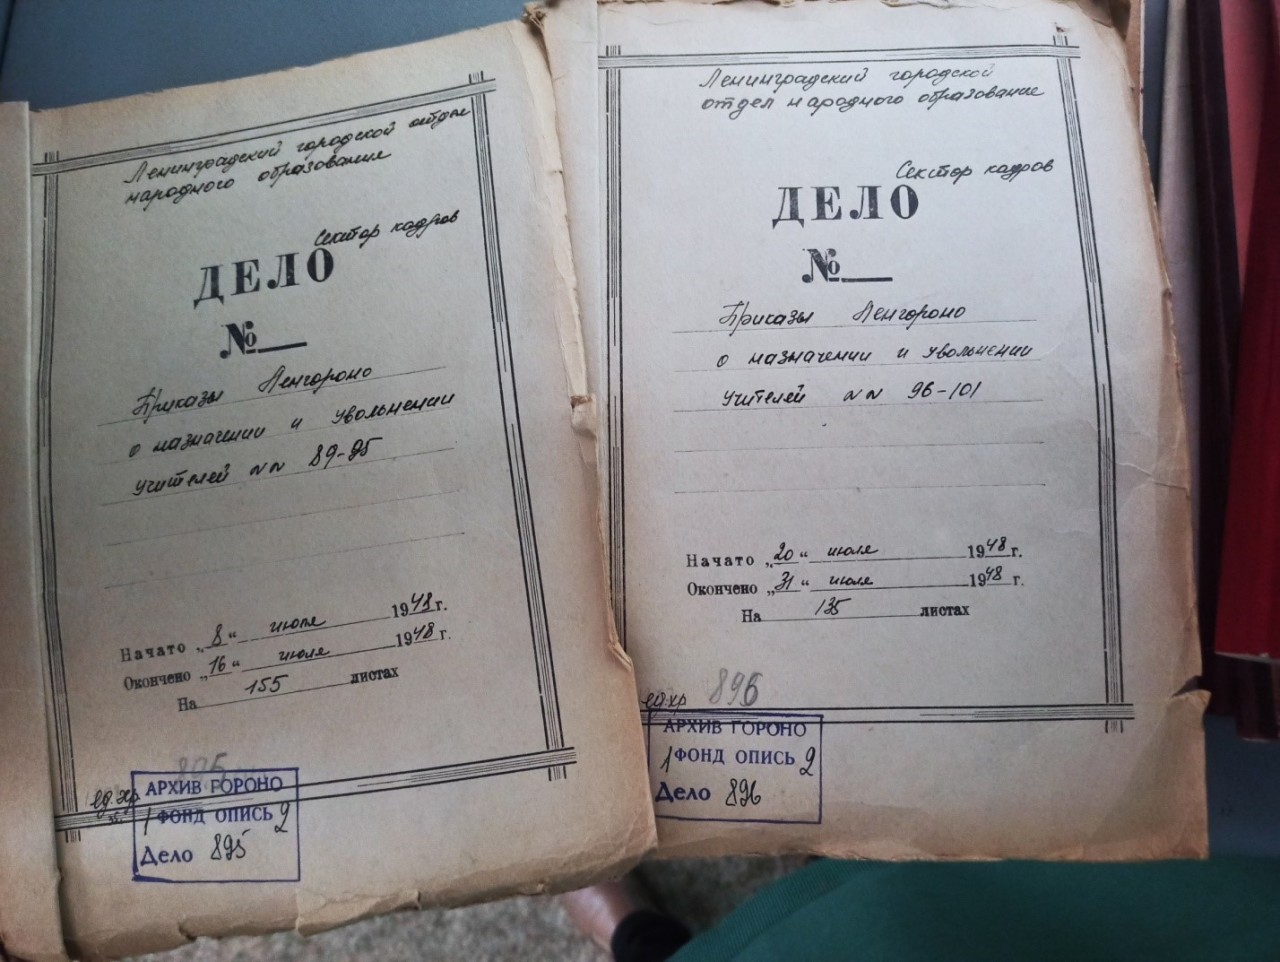 Ленинградский городской отдел
народного образования
Сектор кадров
ДЕЛО
№
Приказы Ленгороно
о назначении и увольнении
учителей №№ 89-95
Начато „8“ июля 1948 г.
Окончено „16“ июля 1948 г.
На 155 листах
895
ед. хр.
АРХИВ ГОРОНО
1 ФОНД ОПИСЬ 2
Дело 895
Ленинградский городской
отдел народного образование
Сектор кадров
ДЕЛО
№
Приказы Ленгороно
о назначении и увольнении
учителей №№ 96-101
Начато „20“ июля 1948 г.
Окончено „31“ июля 1948 г.
На 135 листах
896
ед. хр
АРХИВ ГОРОНО
1 ФОНД ОПИСЬ 2
Дело 896